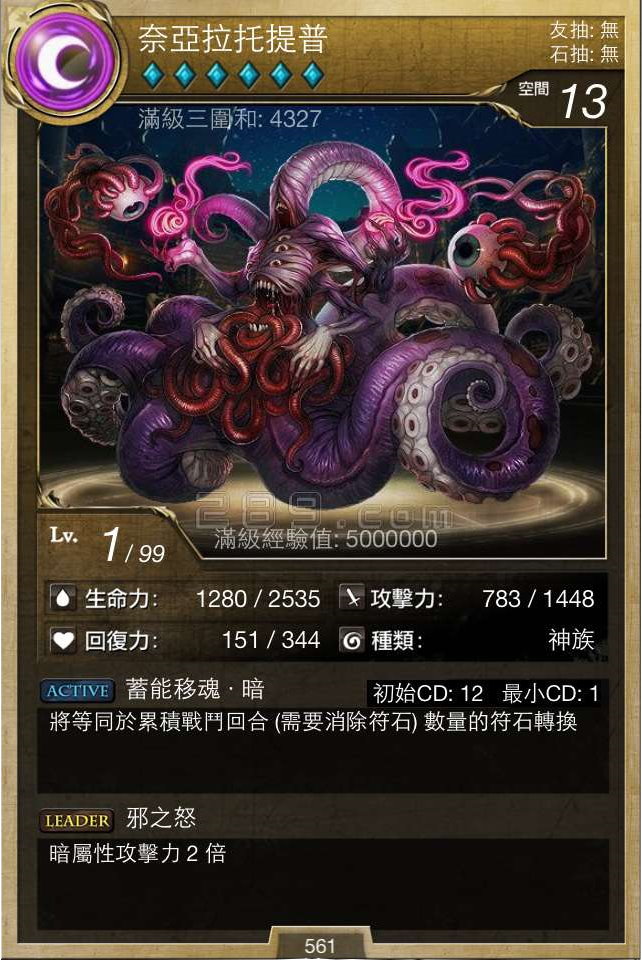 奈亞拉托提普
友抽: 無
石抽: 無
空間 13
滿級三圍和: 4327
289.com
滿級經驗值: 5000000
Lv. 1 / 99
生命力: 1280 / 2535 攻擊力: 783 / 1448
回復力: 151 / 344 種類: 神族
ACTIVE 蓄能移魂 · 暗 初始CD: 12 最小CD: 1
將等同於累積戰鬥回合 (需要消除符石) 數量的符石轉換
LEADER 邪之怒
暗屬性攻擊力 2 倍
561